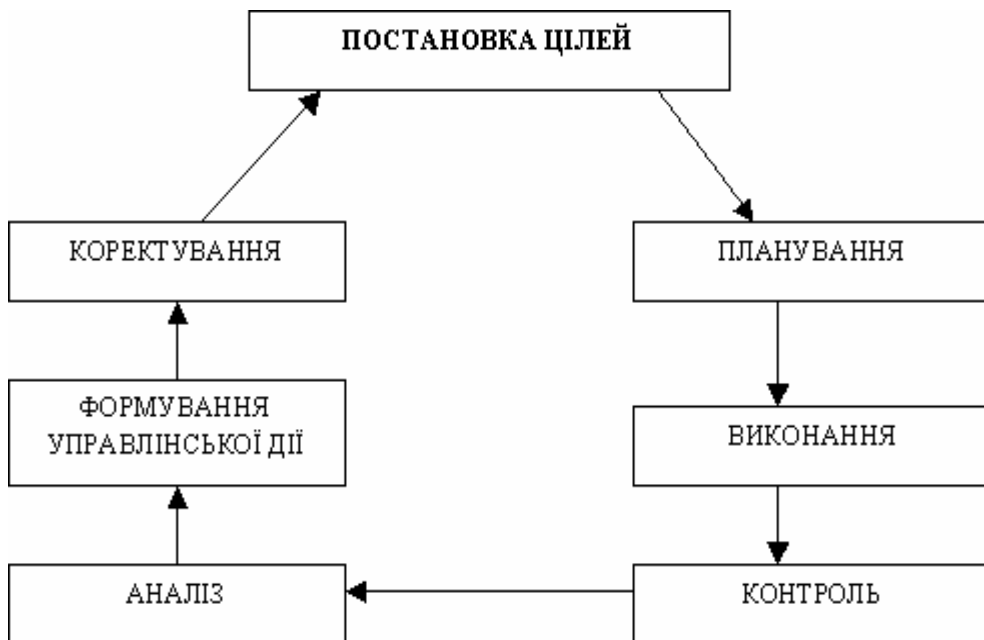 ПОСТАНОВКА ЦІЛЕЙ
КОРЕКТУВАННЯ
ПЛАНУВАННЯ
ФОРМУВАННЯ
УПРАВЛІНСЬКОЇ ДІЇ
ВИКОНАННЯ
АНАЛІЗ
КОНТРОЛЬ